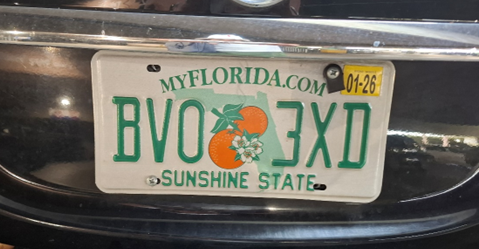 MYFLORIDA.COM
01-26
BVO 3XD
SUNSHINE STATE